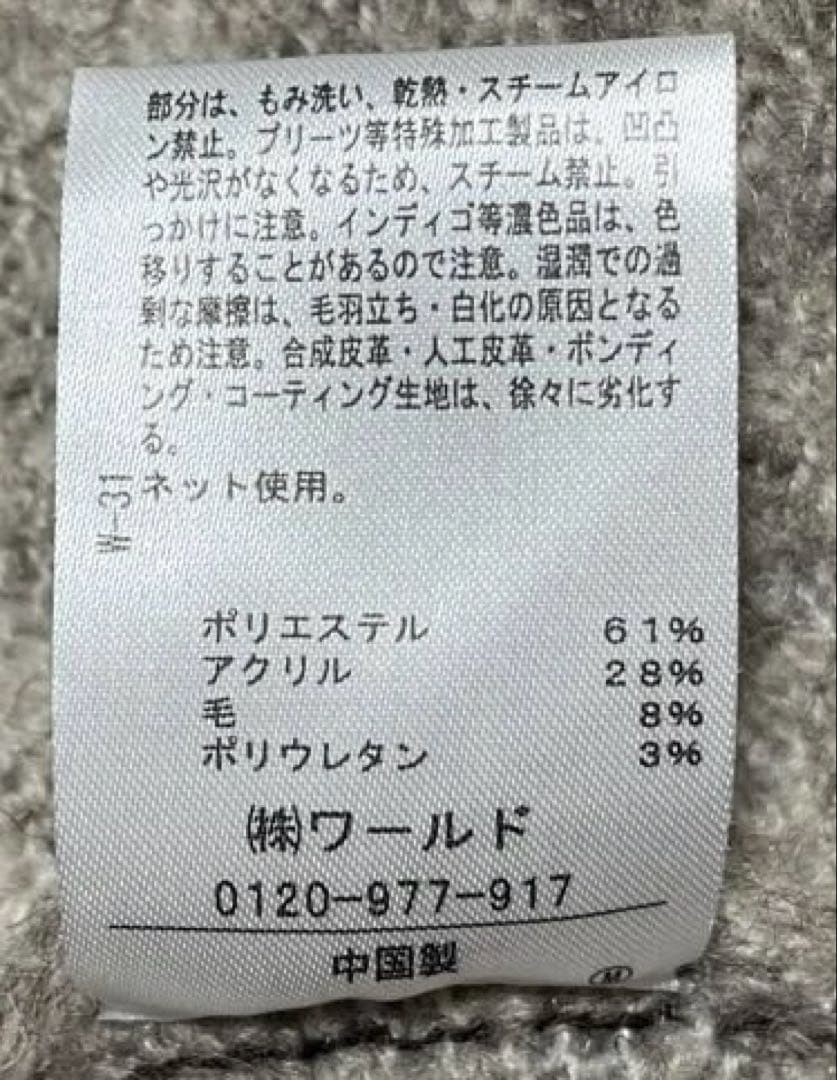 部分は、もみ洗い、乾熱・スチームアイロ
ン禁止。プリーツ等特殊加工製品は、凹凸
や光沢がなくなるため、スチーム禁止。引
っかけに注意。インディゴ等濃色品は、色
移りすることがあるので注意。湿潤での過
剰な摩擦は、毛羽立ち・白化の原因となる
ため注意。合成皮革・人工皮革・ボンディ
ング・コーティング生地は、徐々に劣化す
る。
W-31
ネット使用。
ポリエステル 61%
アクリル 28%
毛 8%
ポリウレタン 3%
㈱ワールド
0120-977-917
中国製
M